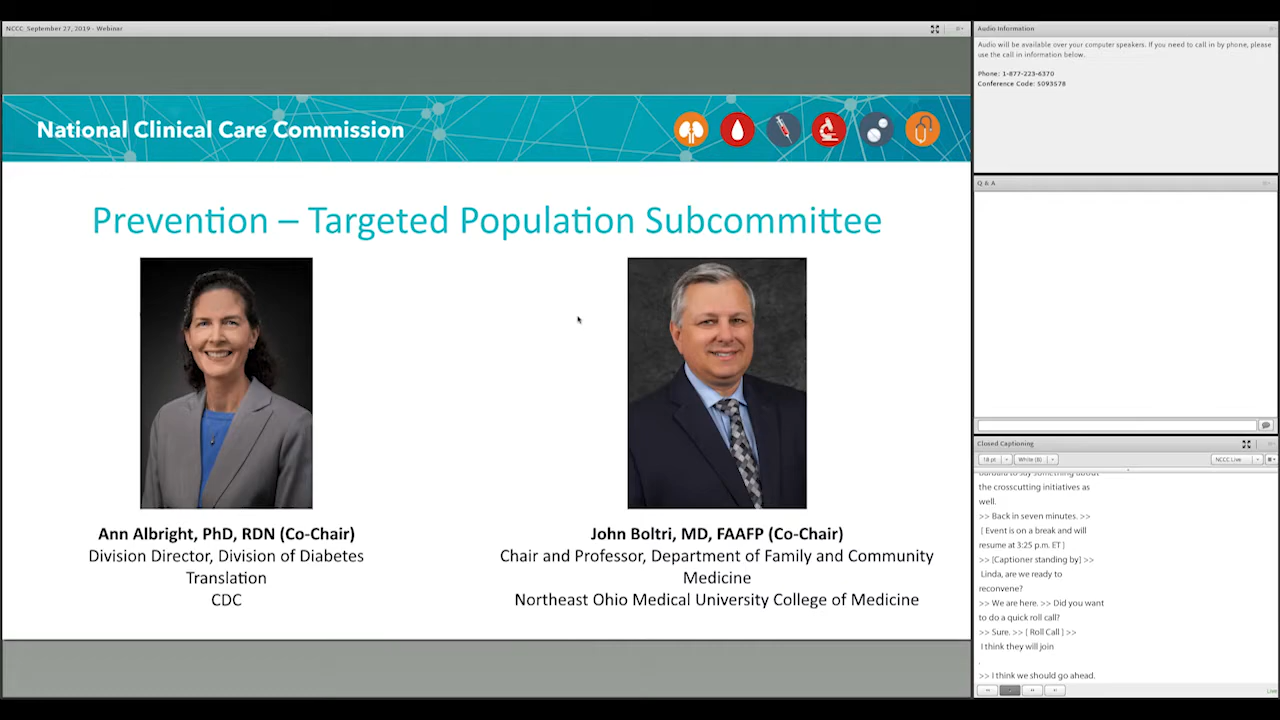 NCCC_September 27, 2019 - Webinar
National Clinical Care Commission
Prevention – Targeted Population Subcommittee
Ann Albright, PhD, RDN (Co-Chair)
Division Director, Division of Diabetes
Translation
CDC
John Boltri, MD, FAAFP (Co-Chair)
Chair and Professor, Department of Family and Community
Medicine
Northeast Ohio Medical University College of Medicine
Audio Information
Audio will be available over your computer speakers. If you need to call in by phone, please
use the call in information below.
Phone: 1-877-223-6370
Conference Code: 5093578
Q & A
Closed Captioning
18 pt
White (B)
NCCC Live
the crosscutting initiatives as
well.
>> Back in seven minutes. >>
[ Event is on a break and will
resume at 3:25 p.m. ET ]
>> [Captioner standing by] >>
Linda, are we ready to
reconvene?
>> We are here. >> Did you want
to do a quick roll call?
>> Sure. >> [ Roll Call ] >>
I think they will join
.
>> I think we should go ahead.
Live